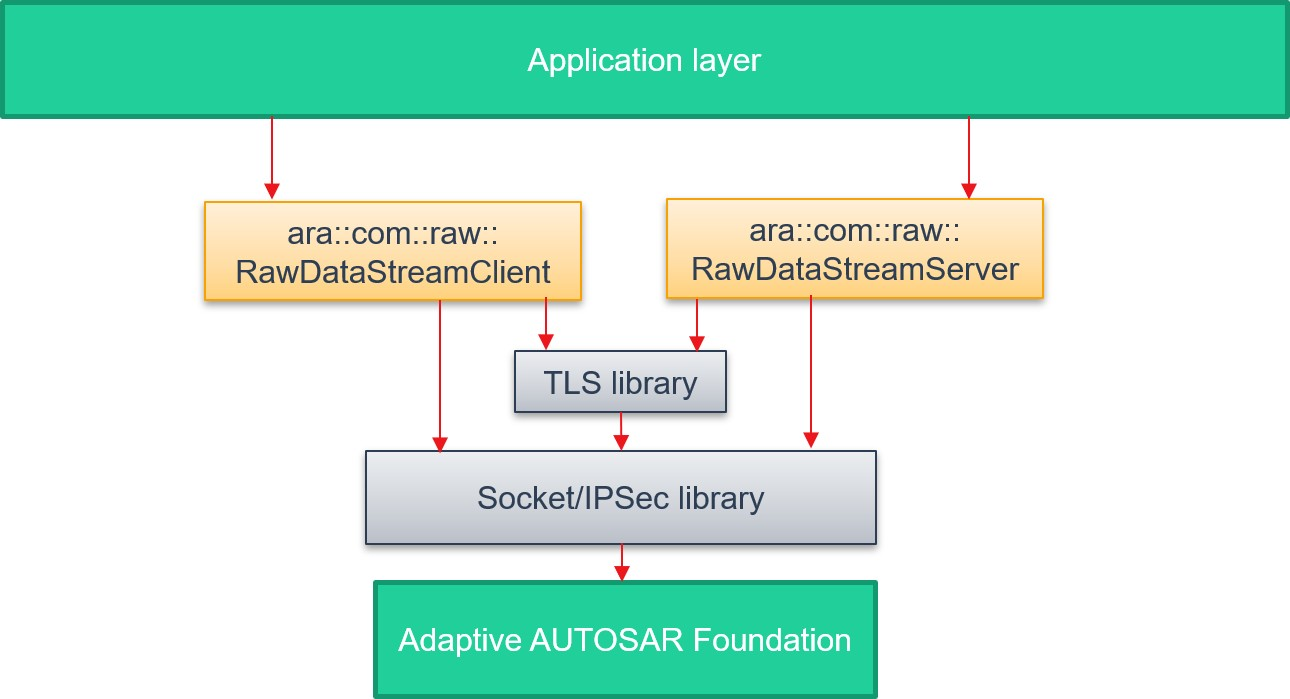 Application layer
ara::com::raw::
RawDataStreamClient
ara::com::raw::
RawDataStreamServer
TLS library
Socket/IPSec library
Adaptive AUTOSAR Foundation